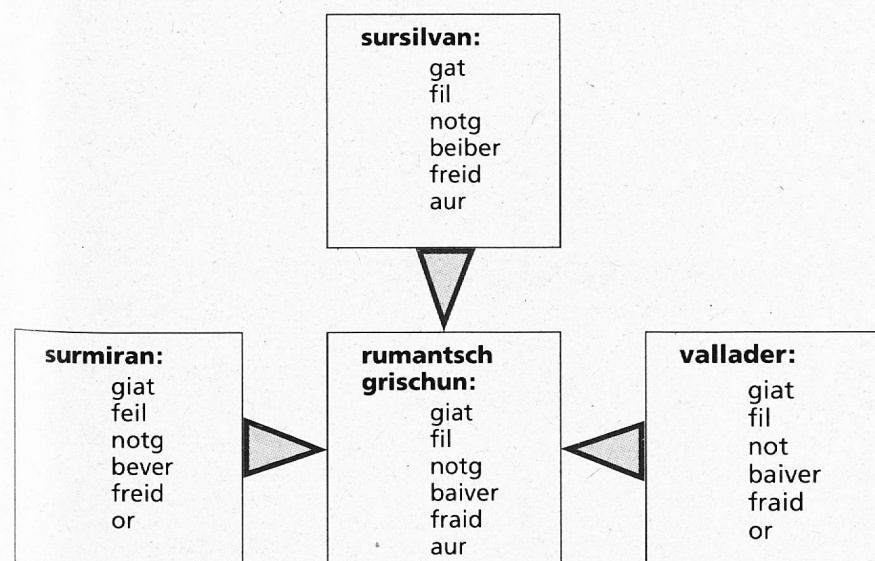 sursilvan:
gat
fil
notg
beiber
freid
aur
surmiran:
giat
feil
notg
bever
freid
or
rumantsch
grischun:
giat
fil
notg
baiver
fraid
aur
vallader:
giat
fil
not
baiver
fraid
or